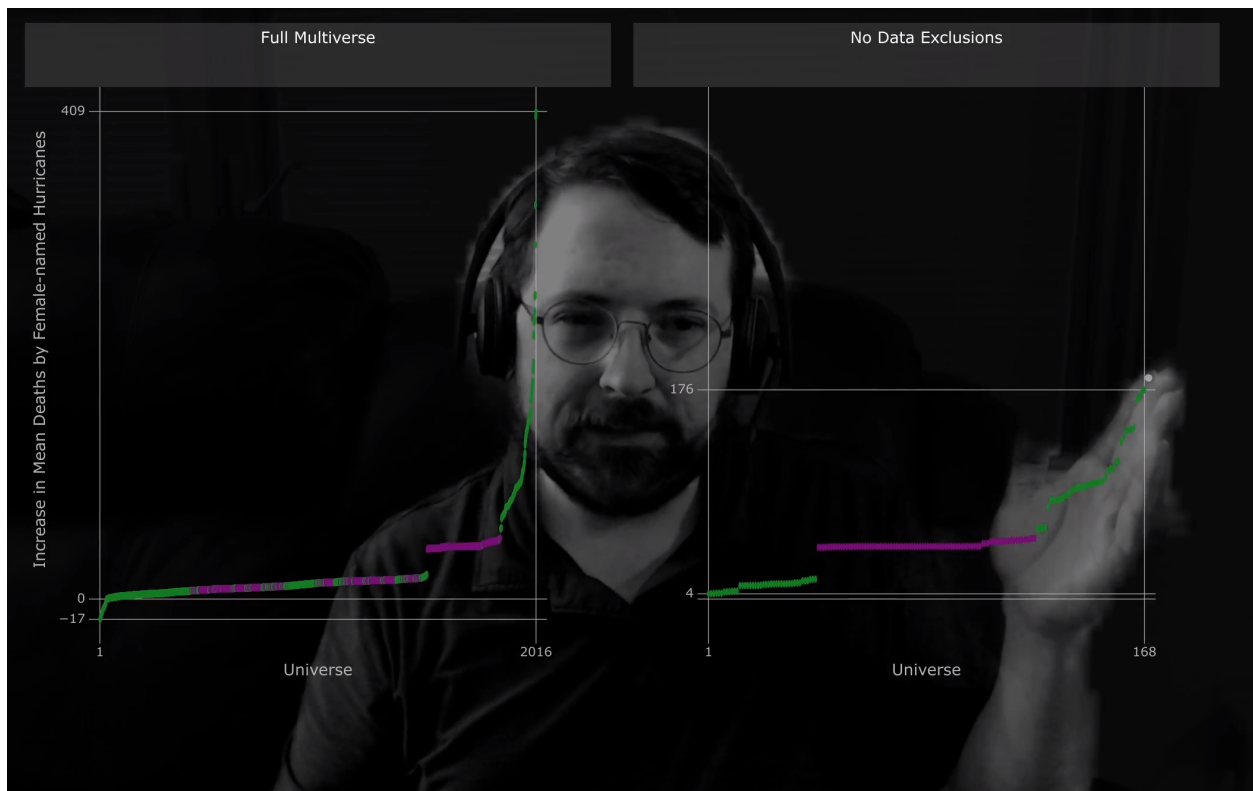 Full Multiverse
No Data Exclusions
409
Increase in Mean Deaths by Female-named Hurricanes
176
0
−17
4
1
2016
1
168
Universe
Universe